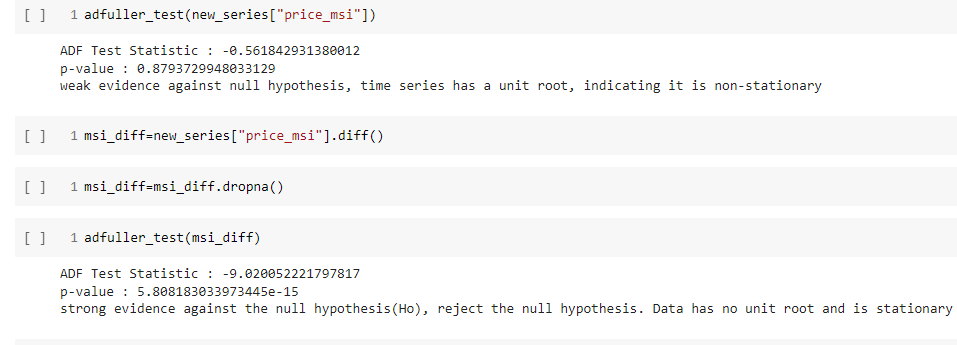 [ ] 1 adfuller_test(new_series["price_msi"])
ADF Test Statistic : -0.561842931380012
p-value : 0.8793729948033129
weak evidence against null hypothesis, time series has a unit root, indicating it is non-stationary
[ ] 1 msi_diff=new_series["price_msi"].diff()
[ ] 1 msi_diff=msi_diff.dropna()
[ ] 1 adfuller_test(msi_diff)
ADF Test Statistic : -9.020052221797817
p-value : 5.808183033973445e-15
strong evidence against the null hypothesis(Ho), reject the null hypothesis. Data has no unit root and is stationary